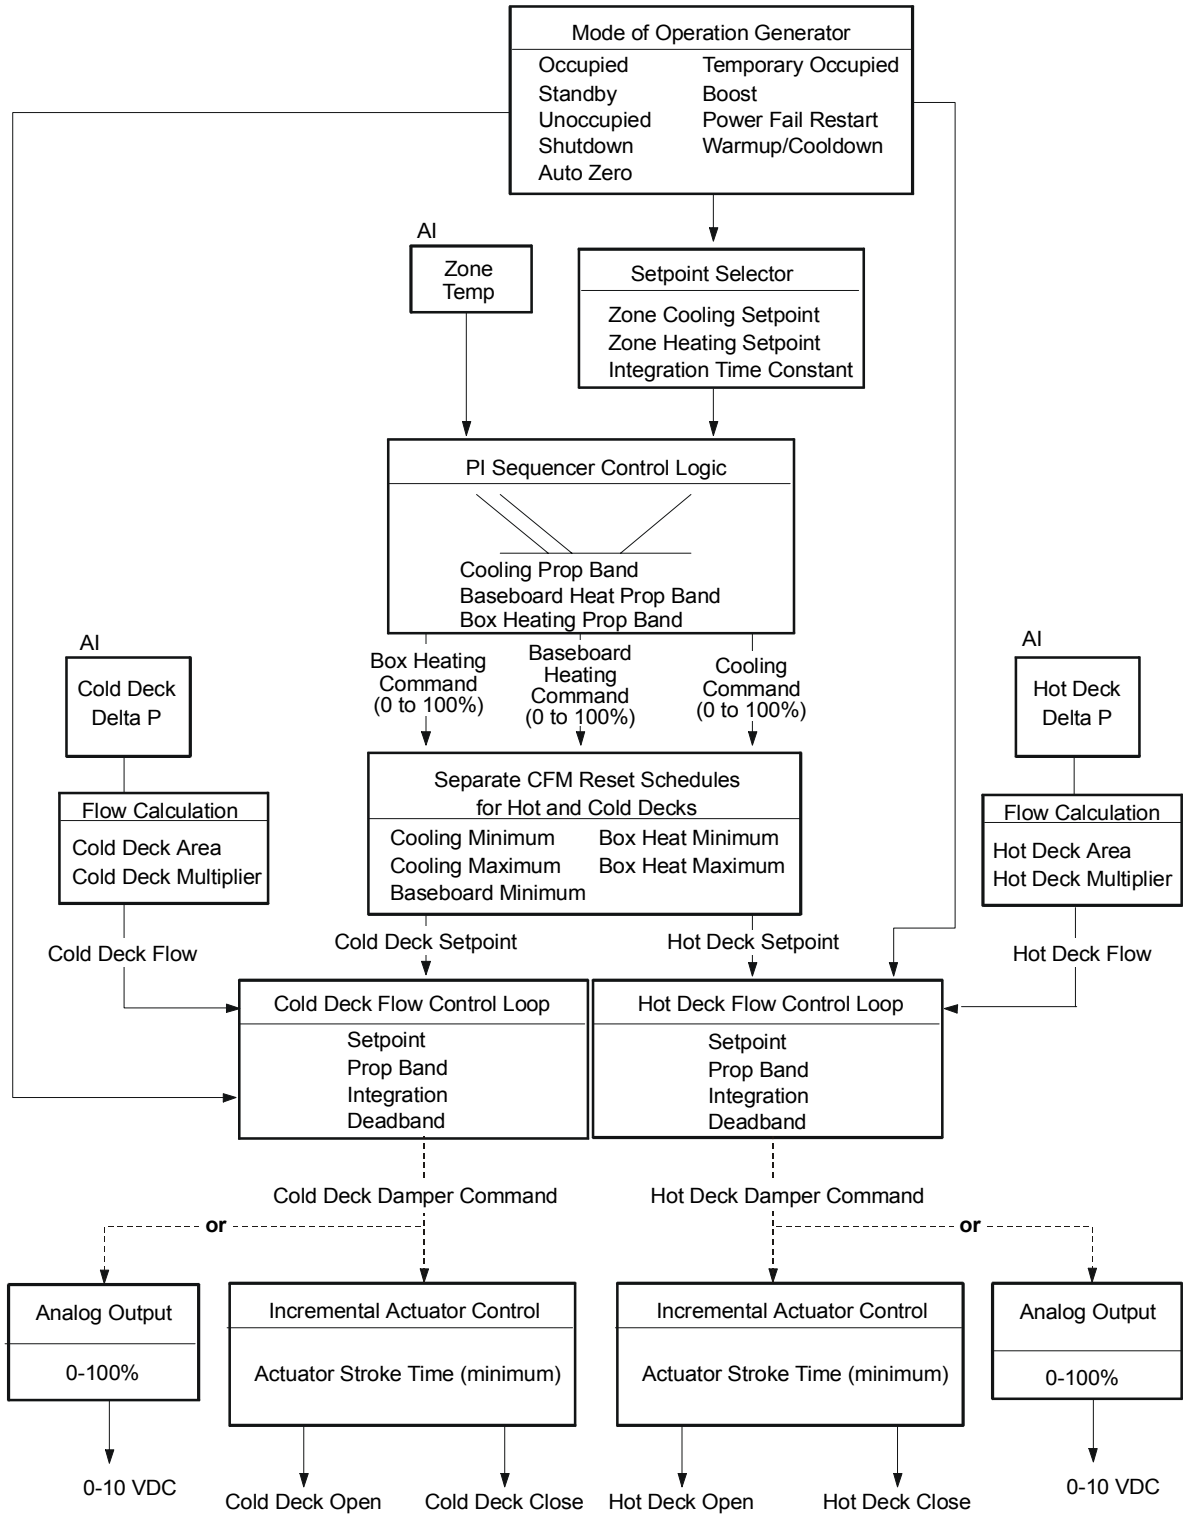 Mode of Operation Generator
Occupied
Temporary Occupied
Standby
Boost
Unoccupied
Power Fail Restart
Shutdown
Warmup/Cooldown
Auto Zero
AI
Zone
Temp
Setpoint Selector
Zone Cooling Setpoint
Zone Heating Setpoint
Integration Time Constant
PI Sequencer Control Logic
Cooling Prop Band
Baseboard Heat Prop Band
Box Heating Prop Band
AI
Cold Deck
Delta P
Box Heating
Command
(0 to 100%)
Baseboard
Heating
Command
(0 to 100%)
Cooling
Command
(0 to 100%)
AI
Hot Deck
Delta P
Flow Calculation
Cold Deck Area
Cold Deck Multiplier
Separate CFM Reset Schedules
for Hot and Cold Decks
Cooling Minimum
Box Heat Minimum
Cooling Maximum
Box Heat Maximum
Baseboard Minimum
Flow Calculation
Hot Deck Area
Hot Deck Multiplier
Cold Deck Flow
Cold Deck Setpoint
Hot Deck Setpoint
Hot Deck Flow
Cold Deck Flow Control Loop
Setpoint
Prop Band
Integration
Deadband
Hot Deck Flow Control Loop
Setpoint
Prop Band
Integration
Deadband
Cold Deck Damper Command
Hot Deck Damper Command
or
or
Analog Output
0-100%
Incremental Actuator Control
Actuator Stroke Time (minimum)
Incremental Actuator Control
Actuator Stroke Time (minimum)
Analog Output
0-100%
0-10 VDC
Cold Deck Open
Cold Deck Close
Hot Deck Open
Hot Deck Close
0-10 VDC